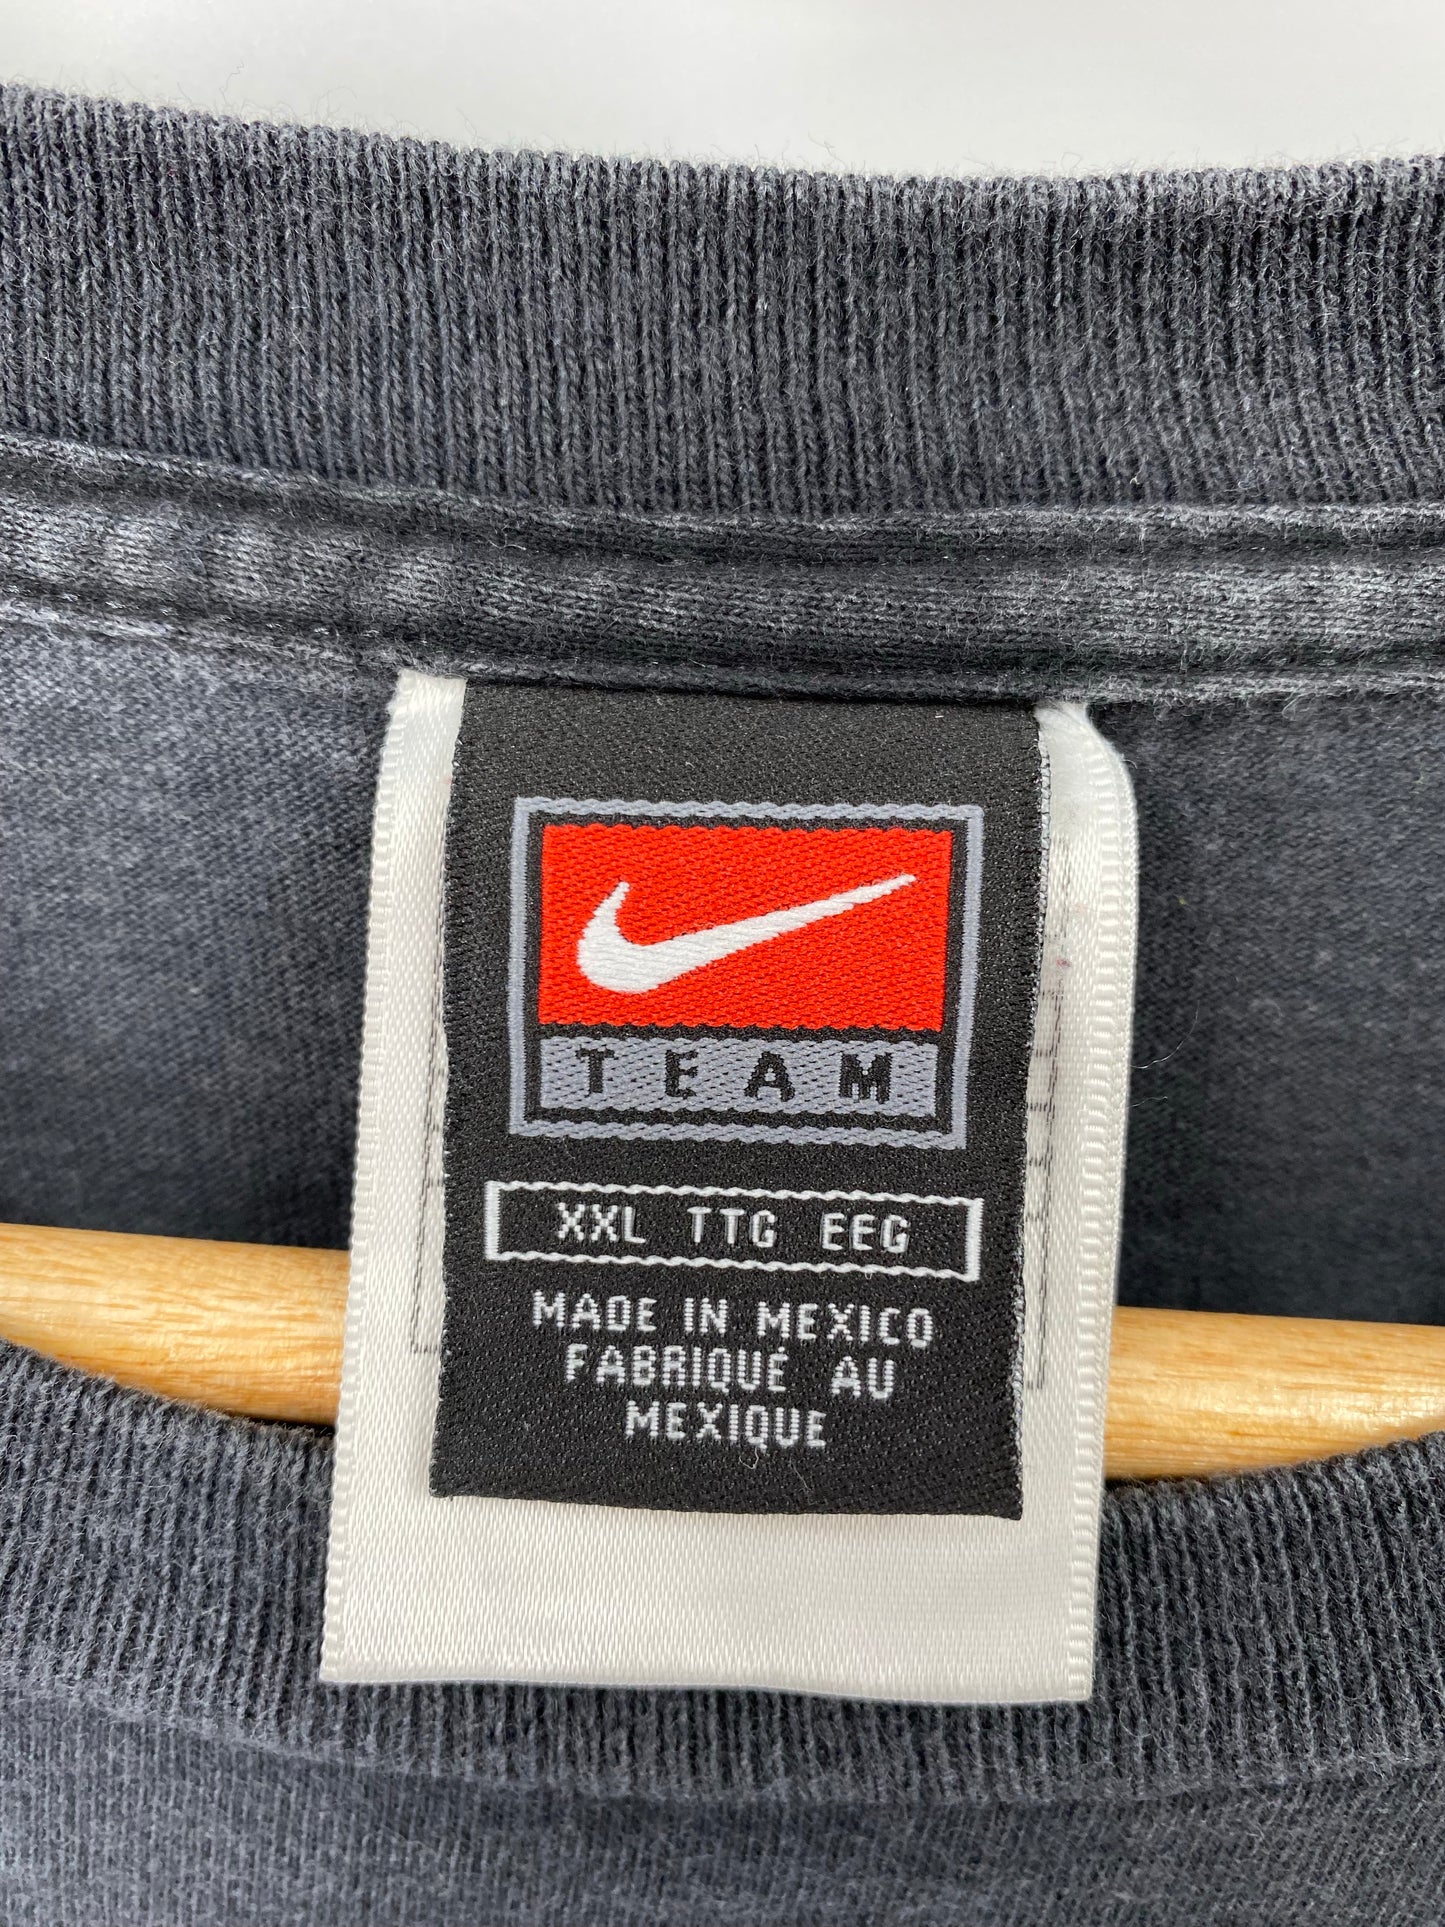 TEAM
XXL TTG EEG
MADE IN MEXICO
FABRIQUÉ AU
MEXIQUE